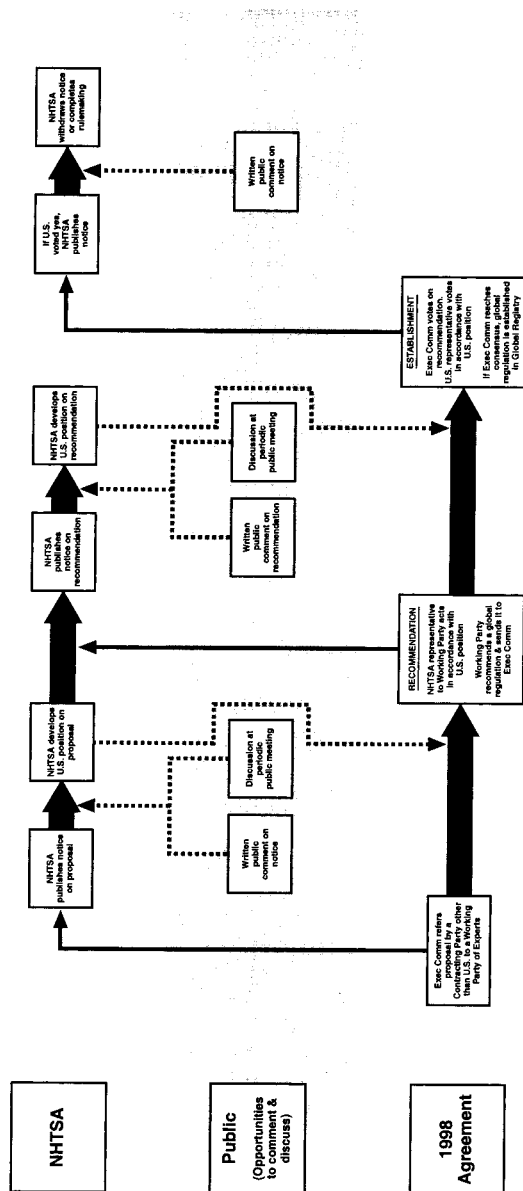 NHTSA
NHTSA
publishes notice
on proposal
NHTSA develops
U.S. position on
proposal
NHTSA
publishes
notice on
recommendation
NHTSA develops
U.S. position on
recommendation
If U.S.
voted yes,
NHTSA
publishes
notice
NHTSA
withdraws notice
or completes
rulemaking
Public
(Opportunities
to comment &
discuss)
Written
public
comment on
notice
Discussion at
periodic
public meeting
Written
public
comment on
recommendation
Discussion at
periodic
public meeting
Written
public
comment on
notice
1998
Agreement
Exec Comm refers
proposal by a
Contracting Party other
than U.S. to a Working
Party of Experts
RECOMMENDATION
NHTSA representative
to Working Party acts
in accordance with
U.S. position
Working Party
recommends a global
regulation & sends it to
Exec Comm
ESTABLISHMENT
Exec Comm votes on
recommendation.
U.S. representative votes
in accordance with
U.S. position
If Exec Comm reaches
consensus, global
regulation is established
in Global Registry